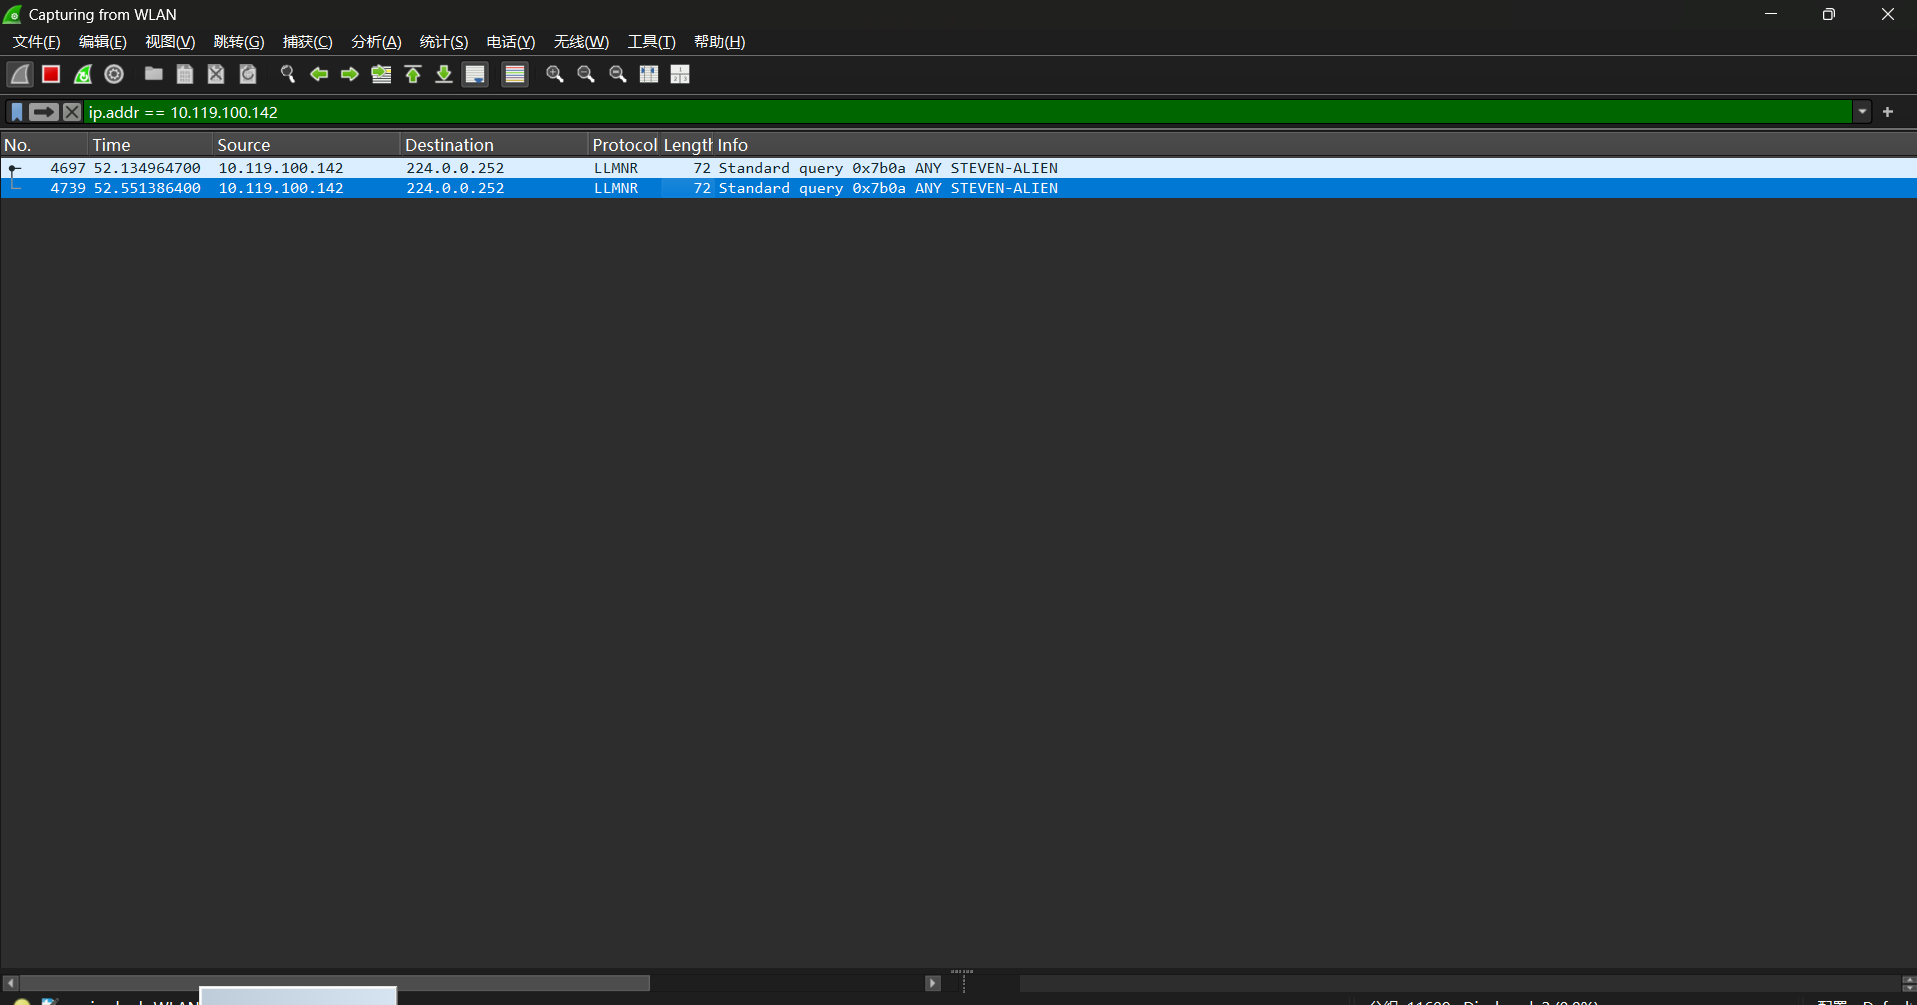 Capturing from WLAN
文件(F) 编辑(E) 视图(V) 跳转(G) 捕获(C) 分析(A) 统计(S) 电话(Y) 无线(W) 工具(T) 帮助(H)
ip.addr == 10.119.100.142
No. Time Source Destination Protocol Length Info
4697 52.134964700 10.119.100.142 224.0.0.252 LLMNR 72 Standard query 0x7b0a ANY STEVEN-ALIEN
4739 52.551386400 10.119.100.142 224.0.0.252 LLMNR 72 Standard query 0x7b0a ANY STEVEN-ALIEN
WLAN